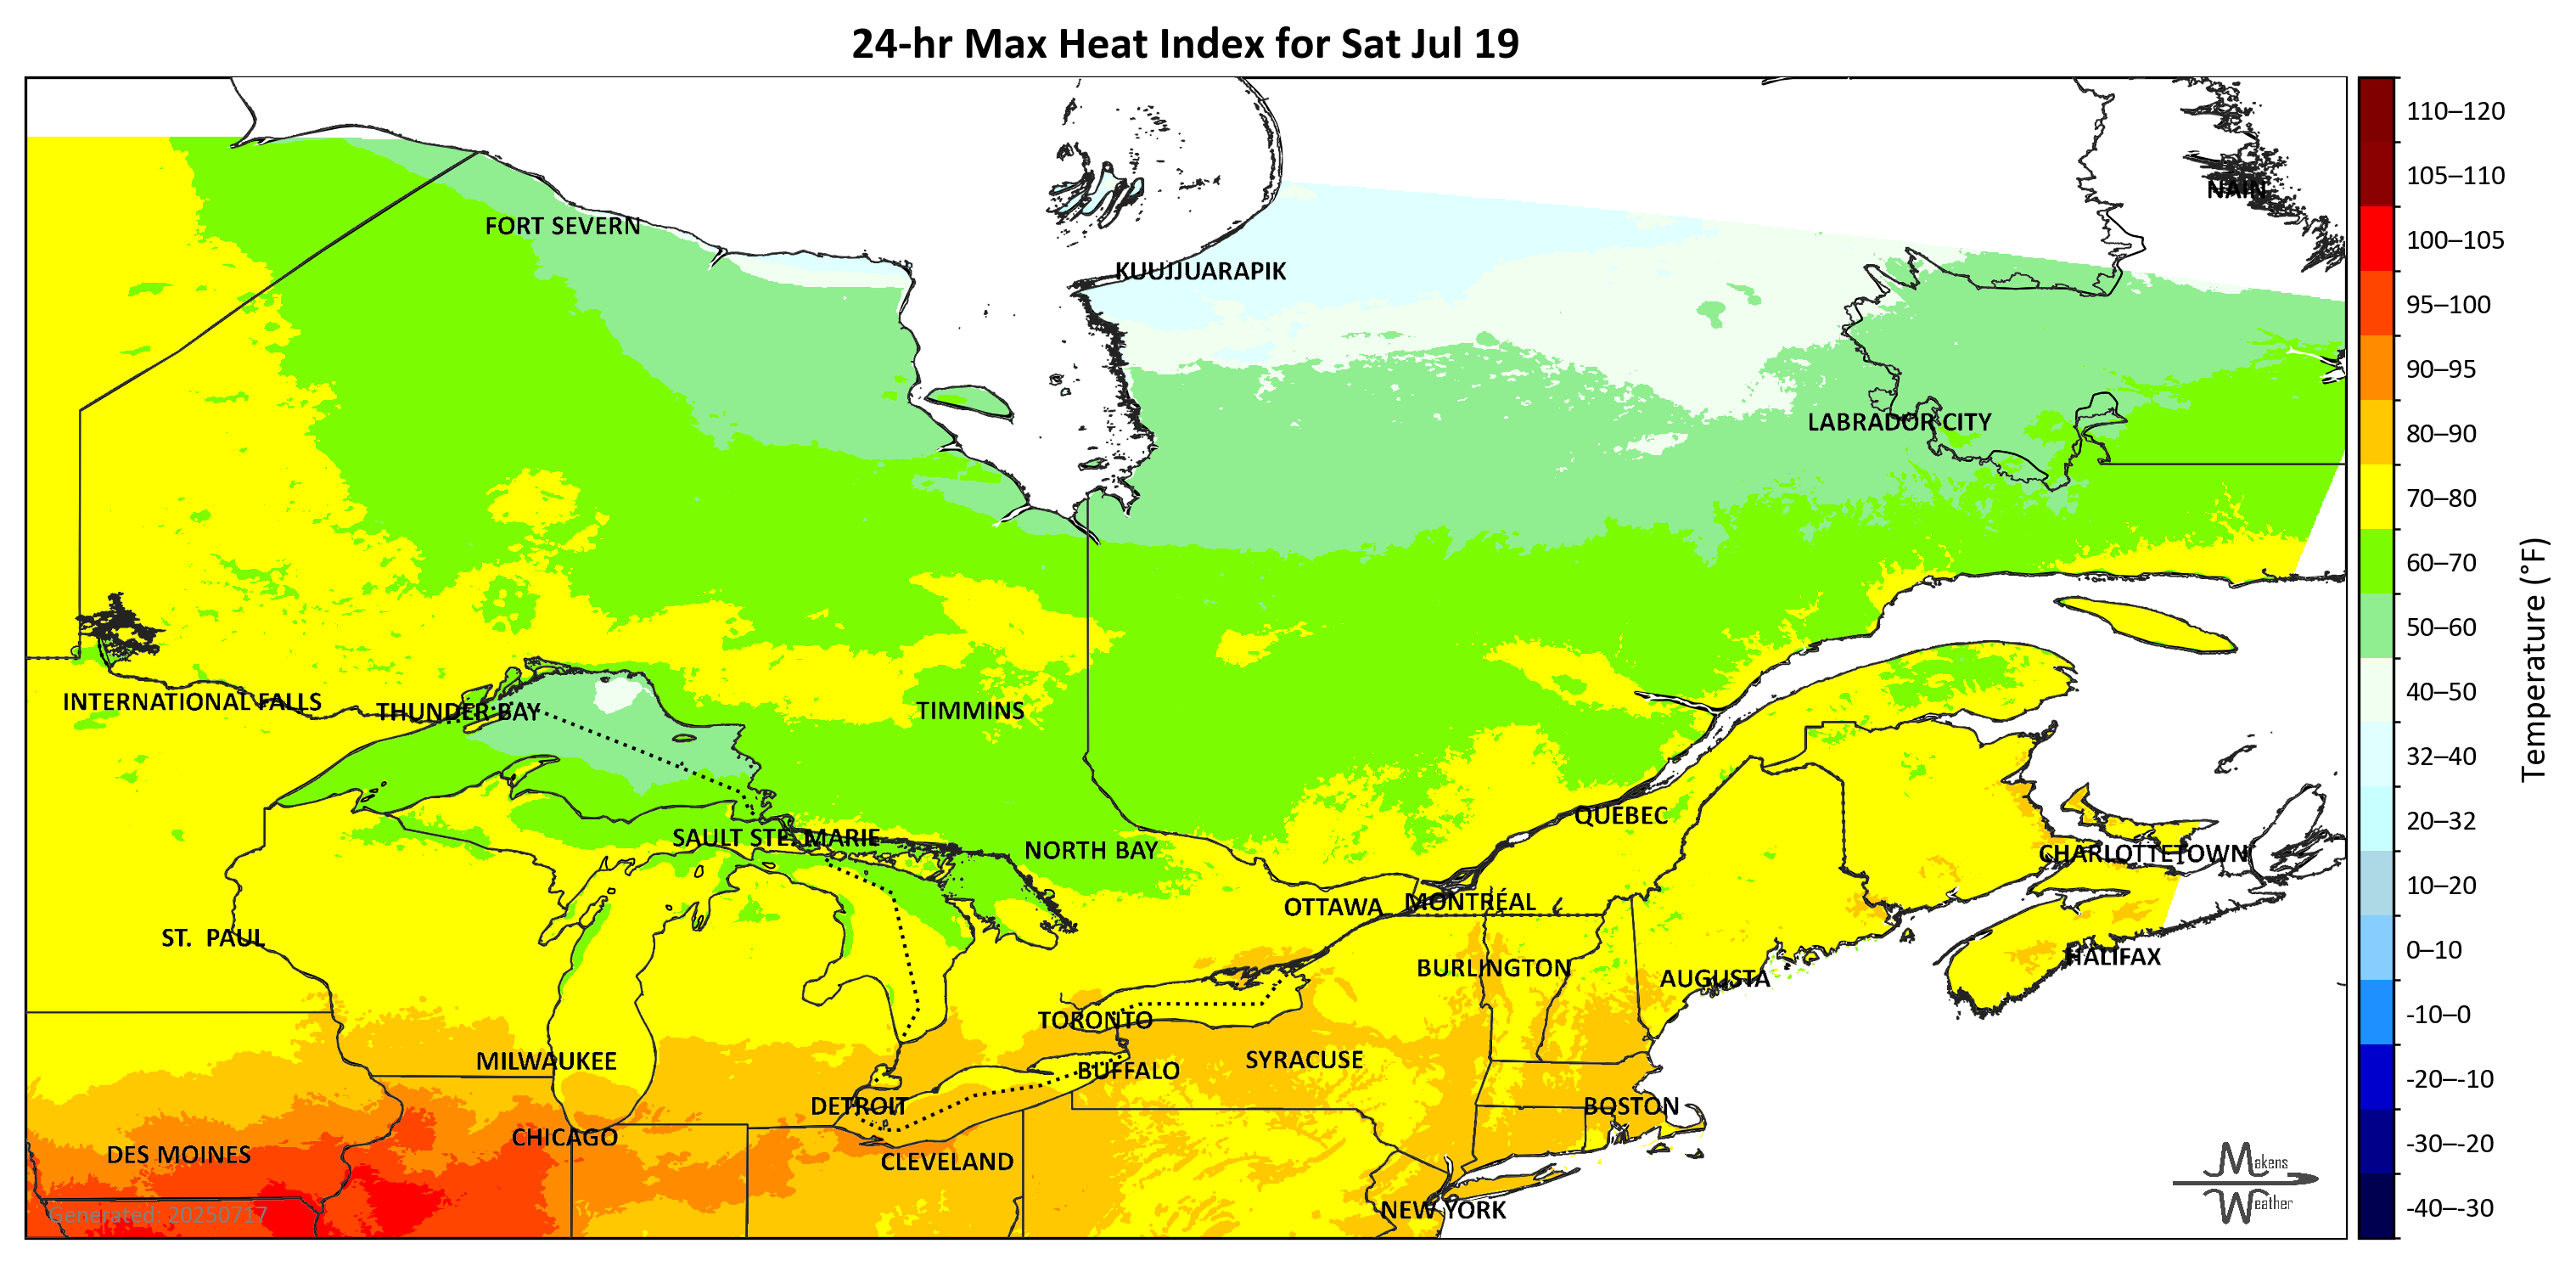 24-hr Max Heat Index for Sat Jul 19
NAIN
FORT SEVERN
KUUJJUARAPIK
LABRADOR CITY
INTERNATIONAL FALLS
THUNDER BAY
TIMMINS
QUÉBEC
SAULT STE. MARIE
NORTH BAY
CHARLOTTETOWN
OTTAWA
MONTRÉAL
ST. PAUL
HALIFAX
BURLINGTON
AUGUSTA
TORONTO
MILWAUKEE
SYRACUSE
BUFFALO
DETROIT
BOSTON
CHICAGO
DES MOINES
CLEVELAND
NEW YORK
Generated: 20250717
Makens
Weather
110–120
105–110
100–105
95–100
90–95
80–90
70–80
60–70
50–60
40–50
32–40
20–32
10–20
0–10
-10–0
-20–-10
-30–-20
-40–-30
Temperature (°F)